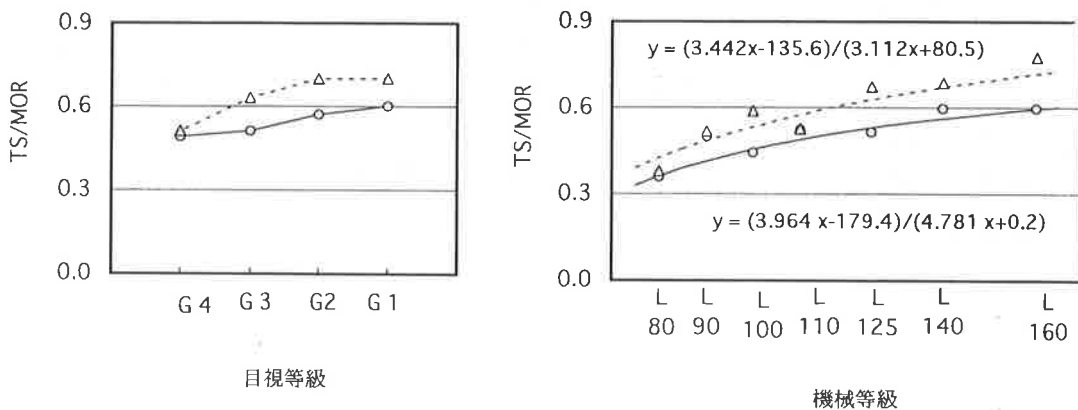 TS/MOR
0.9
0.6
0.3
0.0
G 4 G 3 G2 G 1
目視等級
TS/MOR
0.9
0.6
0.3
0.0
y = (3.442x-135.6)/(3.112x+80.5)
y = (3.964 x-179.4)/(4.781 x+0.2)
L L L L L L L
80 90 100 110 125 140 160
機械等級